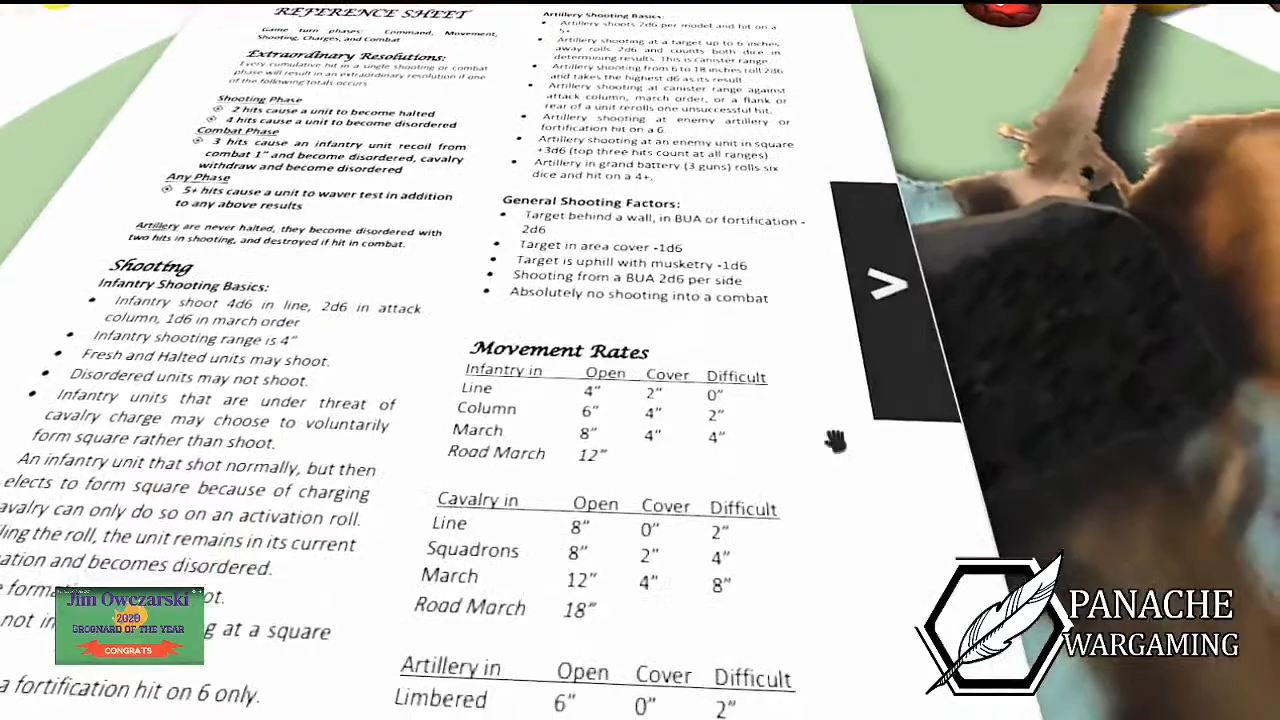 REFERENCE SHEET
Game turn phases: Command, Movement,
Shooting, Charges, and Combat
Extraordinary Resolutions:
Every cumulative hit in a single shooting or combat
phase will result in an extraordinary resolution if one
of the following totals occurs
Shooting Phase
2 hits cause a unit to become halted
4 hits cause a unit to become disordered
Combat Phase
3 hits cause an infantry unit recoil from
combat 1" and become disordered, cavalry
withdraw and become disordered
Any Phase
5+ hits cause a unit to waver test in addition
to any above results
Artillery are never halted, they become disordered with
two hits in shooting, and destroyed if hit in combat.
Shooting
Infantry Shooting Basics:
Infantry shoot 4d6 in line, 2d6 in attack
column, 1d6 in march order
Infantry shooting range is 4"
Fresh and Halted units may shoot.
Disordered units may not shoot.
Infantry units that are under threat of
cavalry charge may choose to voluntarily
form square rather than shoot.
An infantry unit that shot normally, but then
elects to form square because of charging
avalry can only do so on an activation roll.
ling the roll, the unit remains in its current
ation and becomes disordered.
e forma ot.
not in g at a square
a fortification hit on 6 only.
Artillery Shooting Basics:
Artillery shoots 2d6 per model and hit on a
5+
Artillery shooting at a target up to 6 inches
away rolls 2d6 and counts both dice in
determining results. This is canister range.
Artillery shooting from 6 to 18 inches roll 2d6
and takes the highest d6 as its result
Artillery shooting at canister range against
attack column, march order, or a flank or
rear of a unit rerolls one unsuccessful hit.
Artillery shooting at enemy artillery or
fortification hit on a 6.
Artillery shooting at an enemy unit in square
+3d6 (top three hits count at all ranges)
Artillery in grand battery (3 guns) rolls six
dice and hit on a 4+.
General Shooting Factors:
Target behind a wall, in BUA or fortification -
2d6
Target in area cover -1d6
Target is uphill with musketry -1d6
Shooting from a BUA 2d6 per side
Absolutely no shooting into a combat
Movement Rates
Infantry in Open Cover Difficult
Line 4" 2" 0"
Column 6" 4" 2"
March 8" 4" 4"
Road March 12"
Cavalry in Open Cover Difficult
Line 8" 0" 2"
Squadrons 8" 2" 4"
March 12" 4" 8"
Road March 18"
Artillery in Open Cover Difficult
Limbered 6" 0" 2"
>
Jim Owczarski
2020
GROGNARD OF THE YEAR
CONGRATS
PANACHE
WARGAMING